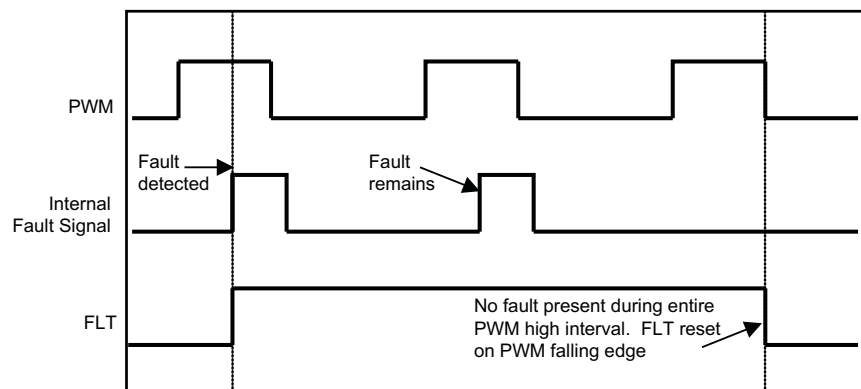 PWM
Fault
detected
Fault
remains
Internal
Fault Signal
No fault present during entire
PWM high interval. FLT reset
on PWM falling edge
FLT